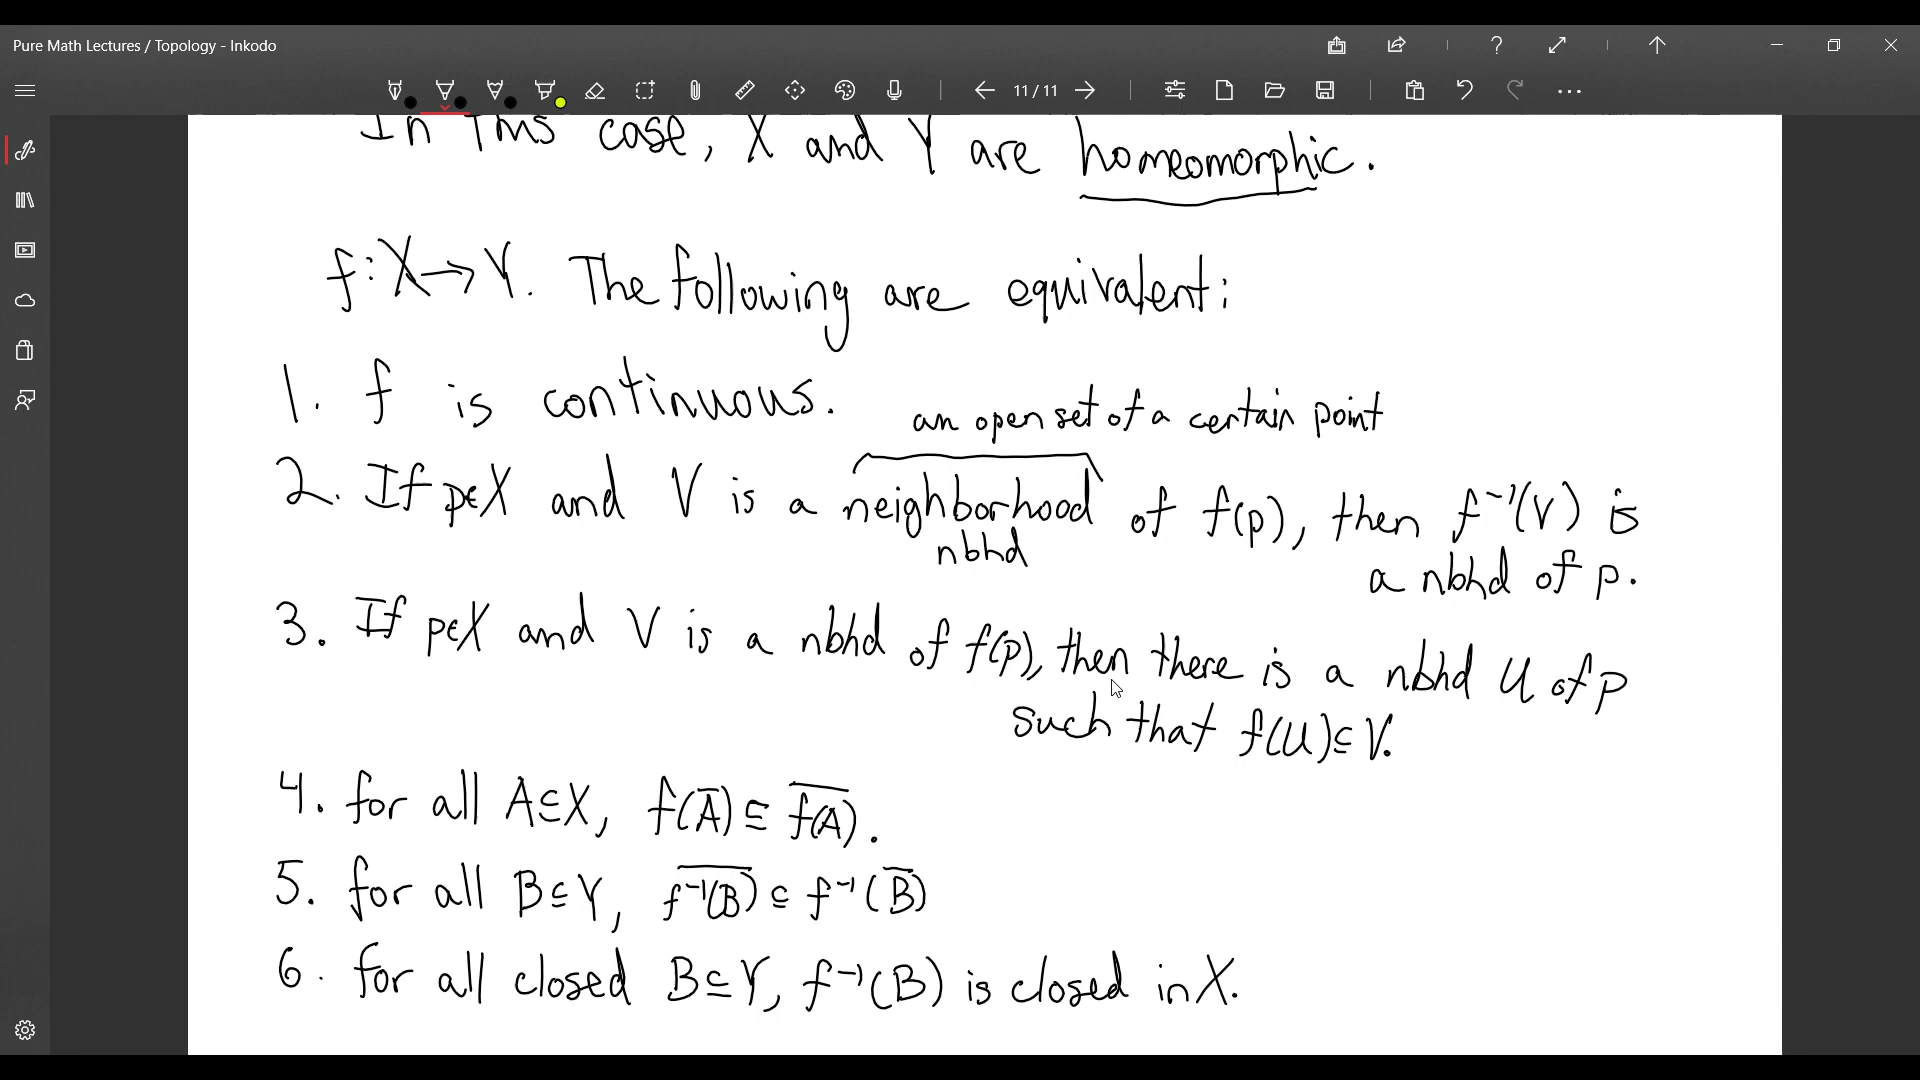 Pure Math Lectures / Topology - Inkodo
11 / 11
In this case, X and Y are homeomorphic.
f: X → Y. The following are equivalent:
1. f is continuous.
an open set of a certain point
2. If p∈X and V is a neighborhood of f(p), then f⁻¹(V) is
nbhd
a nbhd of p.
3. If p∈X and V is a nbhd of f(p), then there is a nbhd U of p
such that f(U)⊆V.
4. for all A⊆X, f(A̅)⊆f̅(̅A̅)̅.
5. for all B⊆Y, f̅⁻̅¹̅(̅B̅)̅ ⊆ f⁻¹(B̅)
6. for all closed B⊆Y, f⁻¹(B) is closed in X.